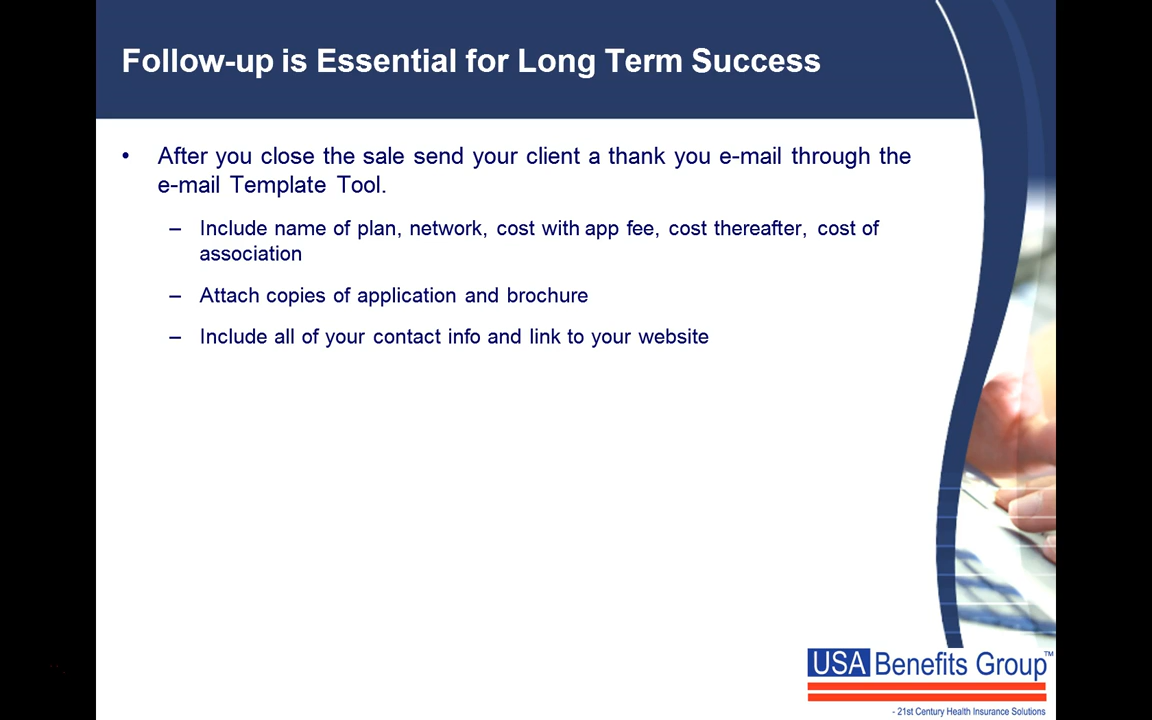 Follow-up is Essential for Long Term Success
• After you close the sale send your client a thank you e-mail through the
e-mail Template Tool.
– Include name of plan, network, cost with app fee, cost thereafter, cost of
association
– Attach copies of application and brochure
– Include all of your contact info and link to your website
USA Benefits Group™
- 21st Century Health Insurance Solutions